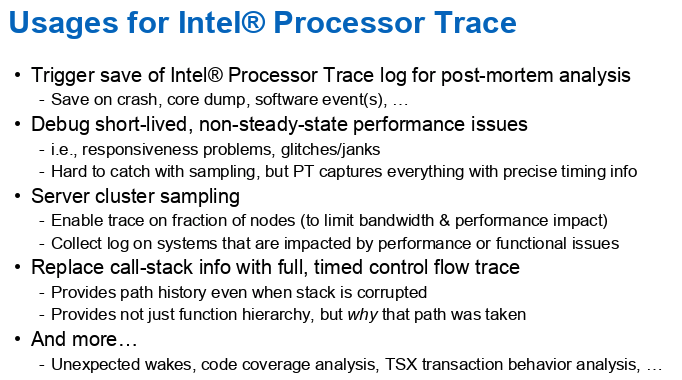 Usages for Intel® Processor Trace
• Trigger save of Intel® Processor Trace log for post-mortem analysis
- Save on crash, core dump, software event(s), …
• Debug short-lived, non-steady-state performance issues
- i.e., responsiveness problems, glitches/janks
- Hard to catch with sampling, but PT captures everything with precise timing info
• Server cluster sampling
- Enable trace on fraction of nodes (to limit bandwidth & performance impact)
- Collect log on systems that are impacted by performance or functional issues
• Replace call-stack info with full, timed control flow trace
- Provides path history even when stack is corrupted
- Provides not just function hierarchy, but why that path was taken
• And more…
- Unexpected wakes, code coverage analysis, TSX transaction behavior analysis, …